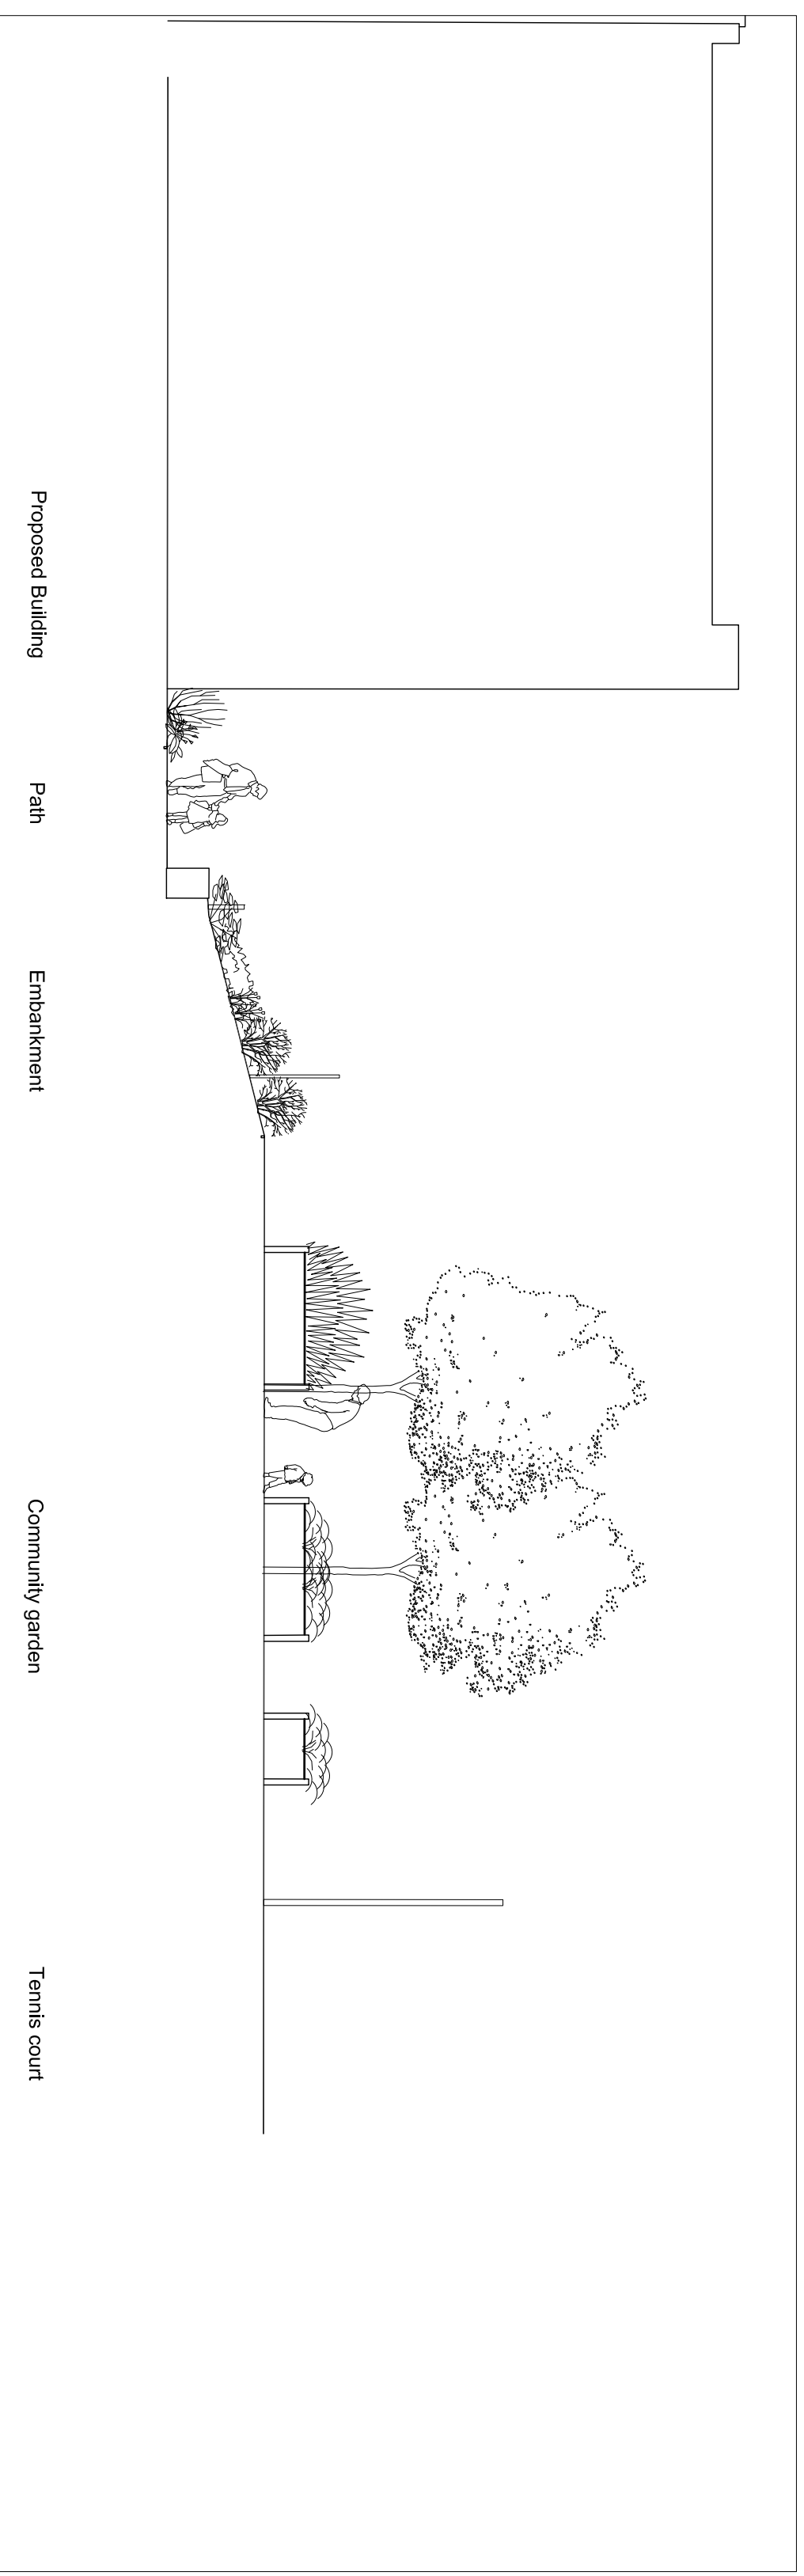 Proposed Building
Path
Embankment
Community garden
Tennis court